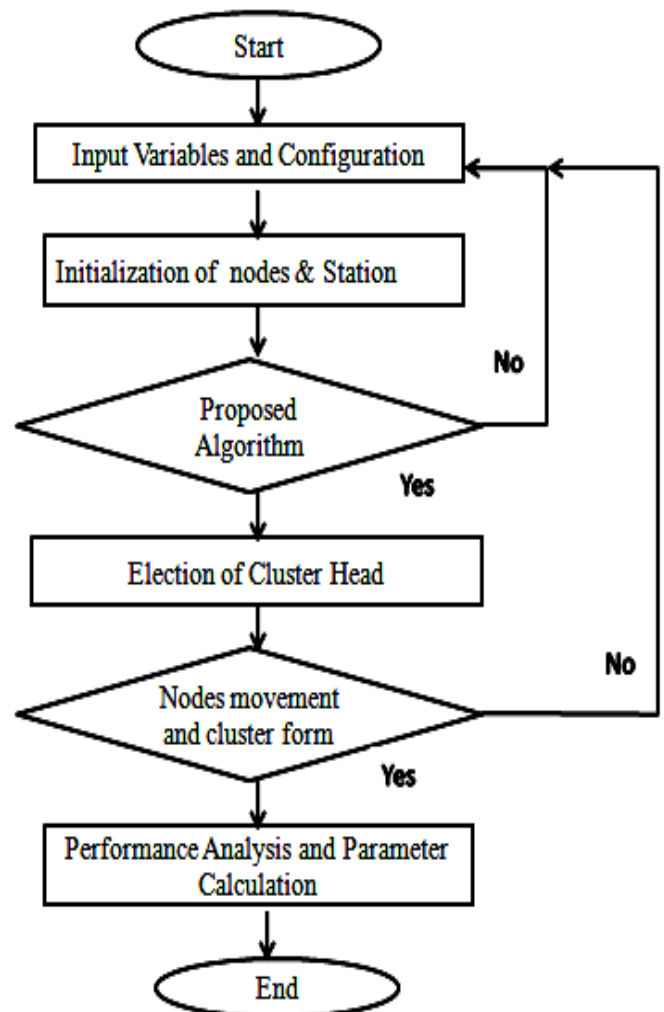 Start
Input Variables and Configuration
Initialization of nodes & Station
No
Proposed
Algorithm
Yes
Election of Cluster Head
No
Nodes movement
and cluster form
Yes
Performance Analysis and Parameter
Calculation
End